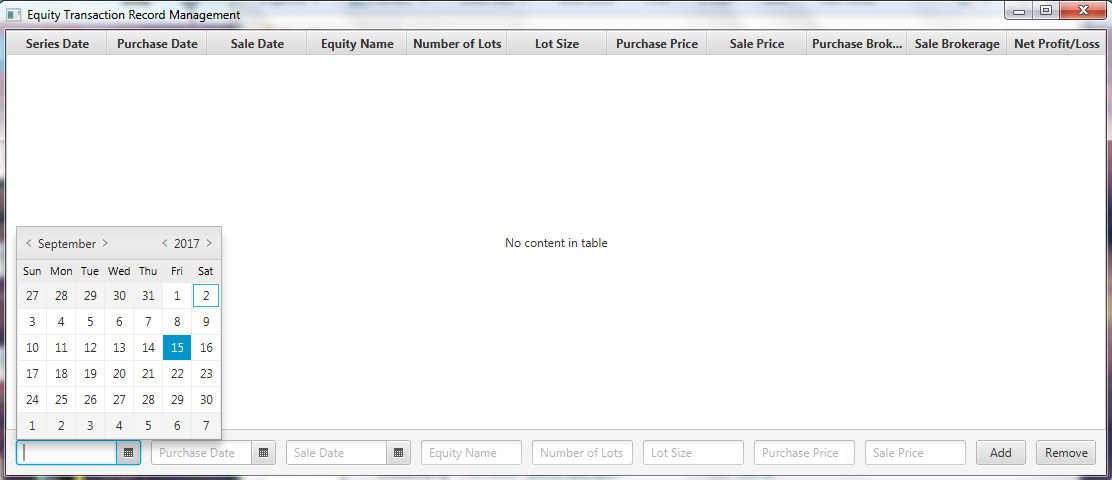 Equity Transaction Record Management
Series Date Purchase Date Sale Date Equity Name Number of Lots Lot Size Purchase Price Sale Price Purchase Brok... Sale Brokerage Net Profit/Loss
No content in table
< September > < 2017 >
Sun Mon Tue Wed Thu Fri Sat
27 28 29 30 31 1 2
3 4 5 6 7 8 9
10 11 12 13 14 15 16
17 18 19 20 21 22 23
24 25 26 27 28 29 30
1 2 3 4 5 6 7
Purchase Date Sale Date Equity Name Number of Lots Lot Size Purchase Price Sale Price Add Remove